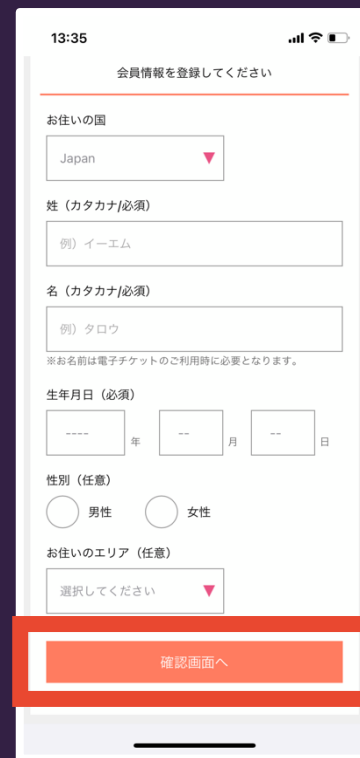 13:35
会員情報を登録してください
お住いの国
Japan
姓（カタカナ/必須）
例）イーエム
名（カタカナ/必須）
例）タロウ
※お名前は電子チケットのご利用時に必要となります。
生年月日（必須）
---- 年 -- 月 -- 日
性別（任意）
男性 女性
お住いのエリア（任意）
選択してください
確認画面へ